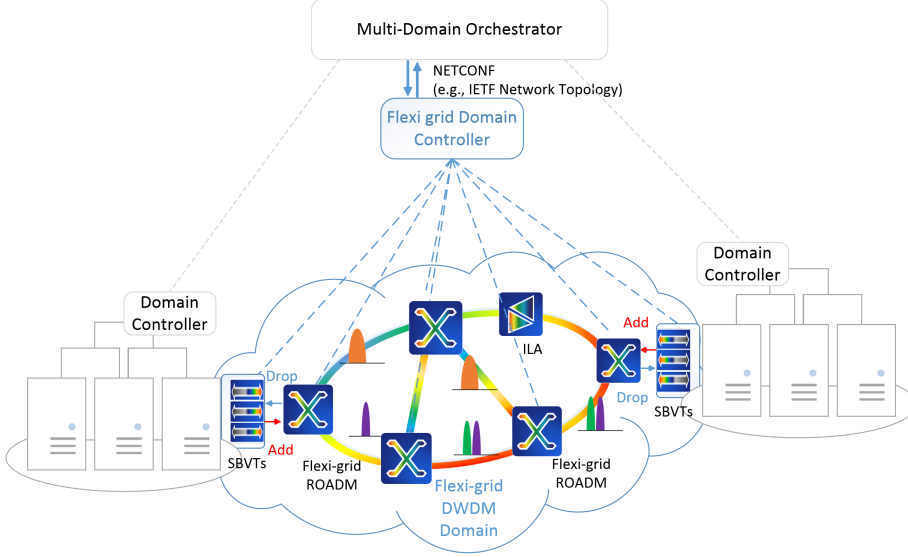 Multi-Domain Orchestrator
NETCONF
(e.g., IETF Network Topology)
Flexi grid Domain
Controller
Domain
Controller
Domain
Controller
Add
ILA
Drop
Drop
SBVTs
Add
SBVTs
Flexi-grid
ROADM
Flexi-grid
ROADM
Flexi-grid
DWDM
Domain